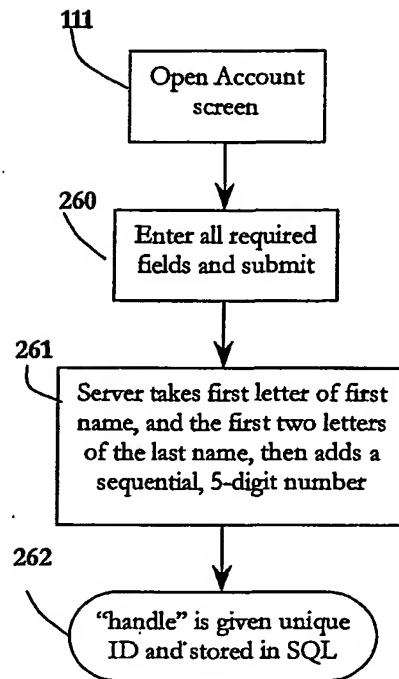 111
Open Account
screen
260
Enter all required
fields and submit
261
Server takes first letter of first
name, and the first two letters
of the last name, then adds a
sequential, 5-digit number
262
“handle” is given unique
ID and stored in SQL